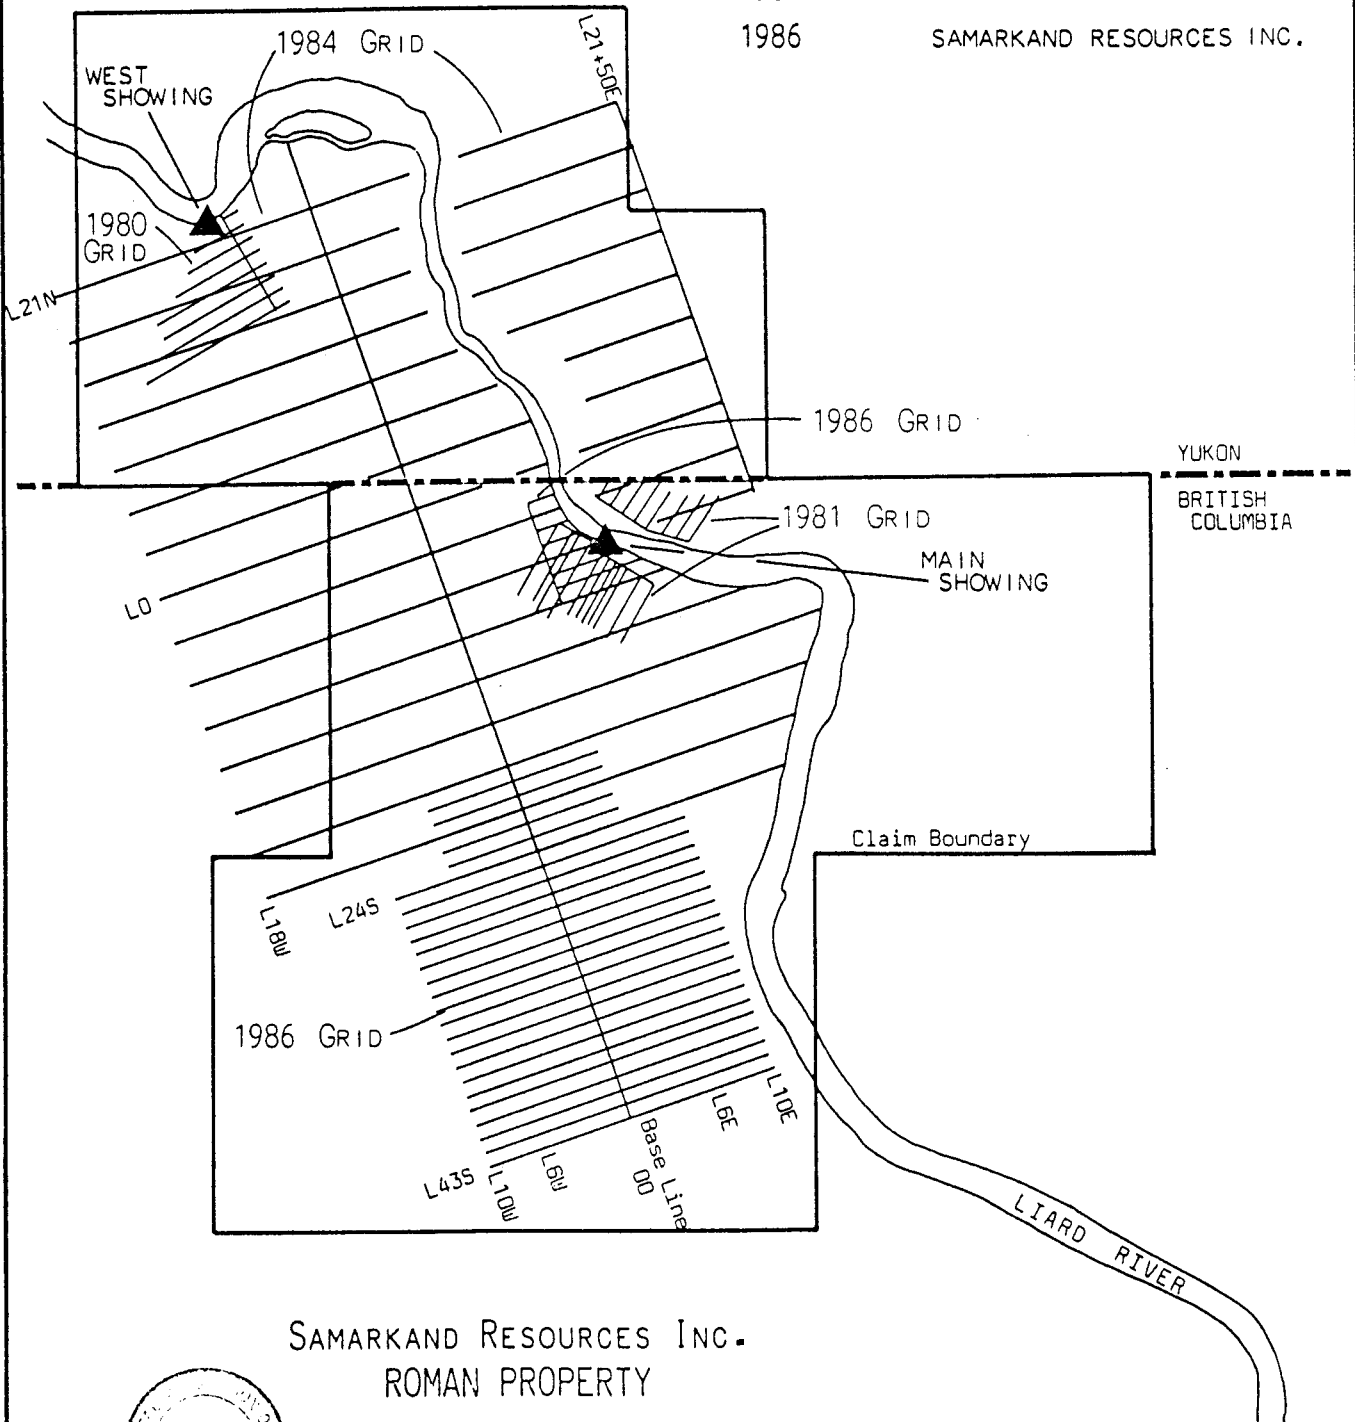 1986 SAMARKAND RESOURCES INC.
1984 GRID
L21+50E
WEST
SHOWING
1980
GRID
L21N
1986 GRID
YUKON
BRITISH
COLUMBIA
1981 GRID
MAIN
SHOWING
L0
Claim Boundary
L18W
L24S
1986 GRID
L10E
L6E
Base Line
00
L6W
L10W
L43S
LIARD RIVER
SAMARKAND RESOURCES INC.
ROMAN PROPERTY